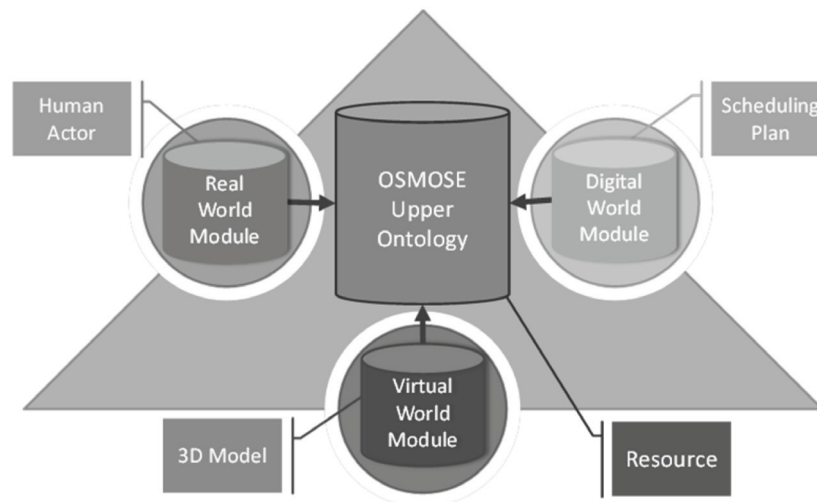 Human
Actor
Scheduling
Plan
Real
World
Module
OSMOSE
Upper
Ontology
Digital
World
Module
Virtual
World
Module
3D Model
Resource